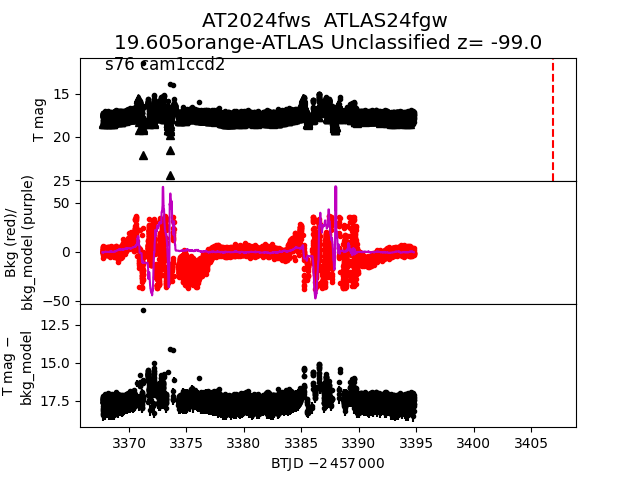 AT2024fws ATLAS24fgw
19.605orange-ATLAS Unclassified z= -99.0
s76 cam1ccd2
T mag
15
20
25
Bkg (red)/
bkg_model (purple)
50
0
−50
T mag −
bkg_model
12.5
15.0
17.5
3370 3375 3380 3385 3390 3395 3400 3405
BTJD −2 457 000